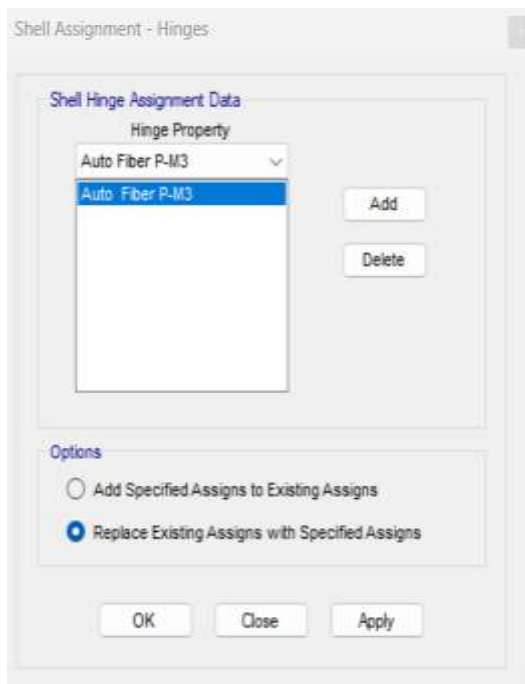 Shell Assignment - Hinges
Shell Hinge Assignment Data
Hinge Property
Auto Fiber P-M3
Auto Fiber P-M3
Add
Delete
Options
Add Specified Assigns to Existing Assigns
Replace Existing Assigns with Specified Assigns
OK Close Apply